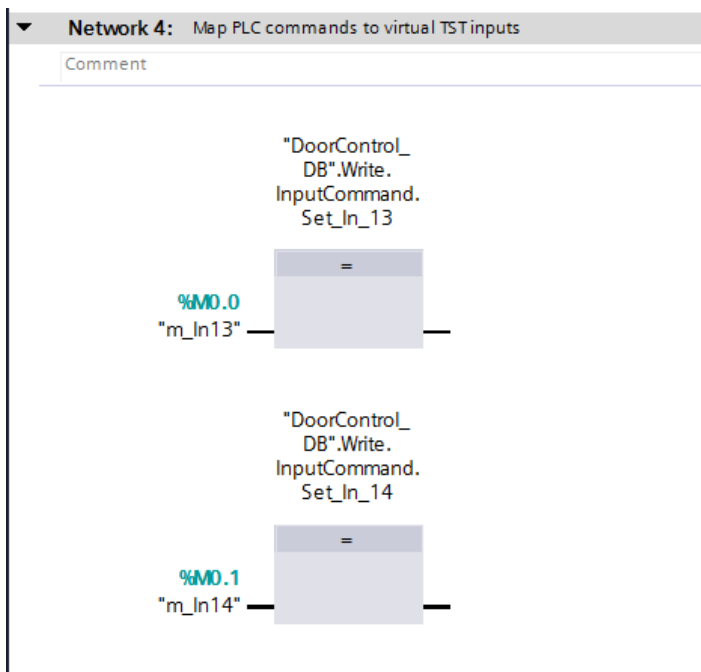 Network 4: Map PLC commands to virtual TST inputs
Comment
"DoorControl_
DB".Write.
InputCommand.
Set_In_13
=
%M0.0
"m_In13"
"DoorControl_
DB".Write.
InputCommand.
Set_In_14
=
%M0.1
"m_In14"